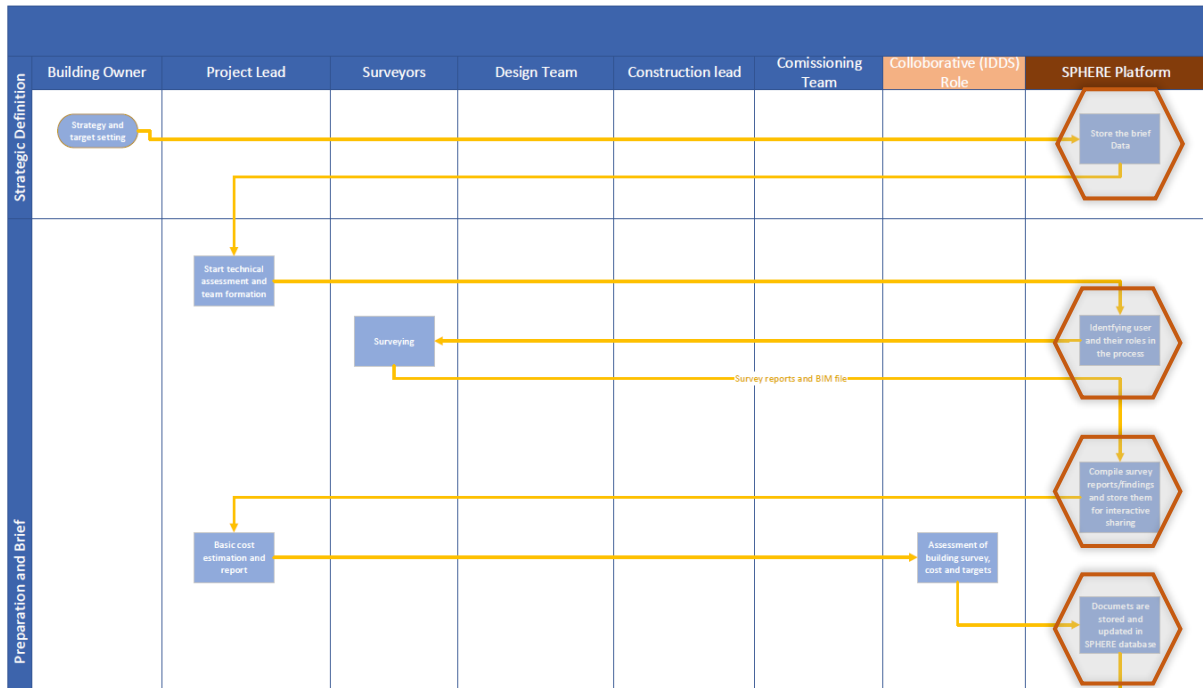 Building Owner
Project Lead
Surveyors
Design Team
Construction lead
Comissioning
Team
Colloborative (IDDS)
Role
SPHERE Platform
Strategic Definition
Strategy and
target setting
Store the brief
Data
Preparation and Brief
Start technical
assessment and
team formation
Identfying user
and their roles in
the process
Surveying
Survey reports and BIM file
Compile survey
reports/findings
and store them
for interactive
sharing
Basic cost
estimation and
report
Assessment of
building survey,
cost and targets
Documets are
stored and
updated in
SPHERE database